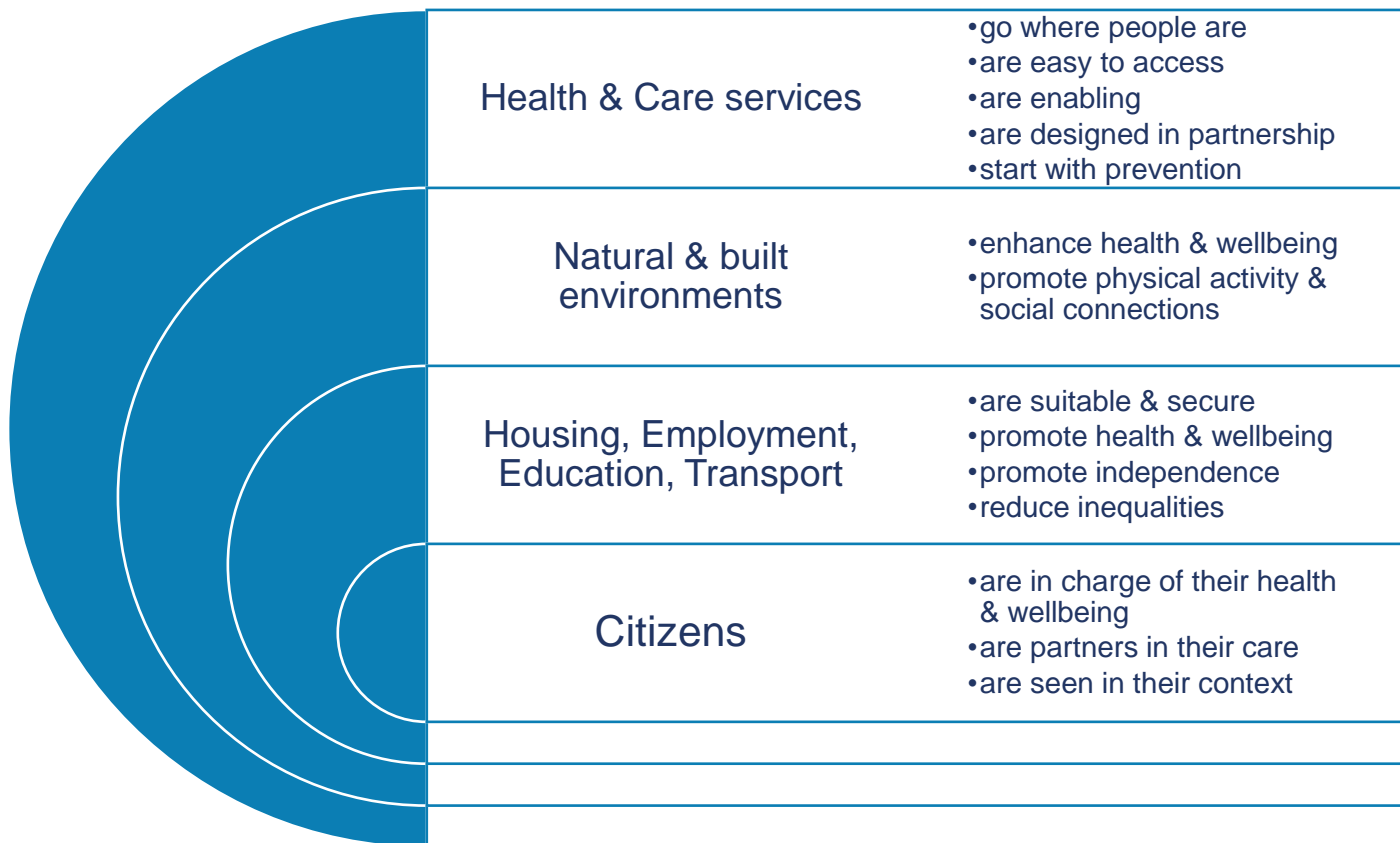 Health & Care services
•go where people are
•are easy to access
•are enabling
•are designed in partnership
•start with prevention
Natural & built
environments
•enhance health & wellbeing
•promote physical activity &
social connections
Housing, Employment,
Education, Transport
•are suitable & secure
•promote health & wellbeing
•promote independence
•reduce inequalities
Citizens
•are in charge of their health
& wellbeing
•are partners in their care
•are seen in their context